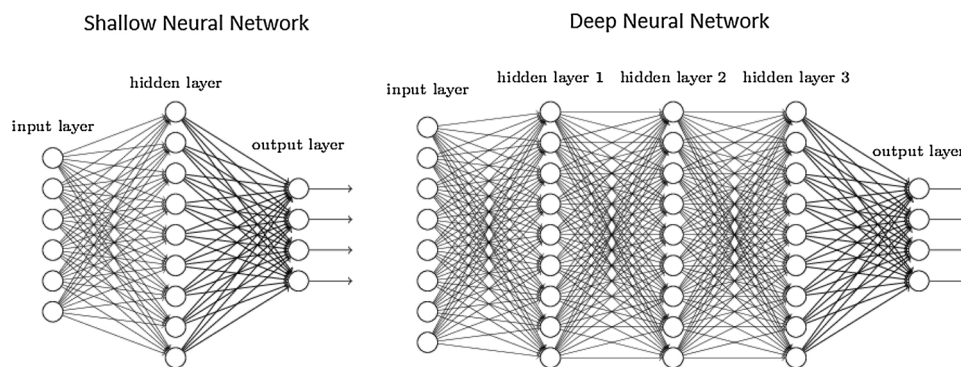 Shallow Neural Network
hidden layer
input layer
output layer
Deep Neural Network
input layer
hidden layer 1
hidden layer 2
hidden layer 3
output layer